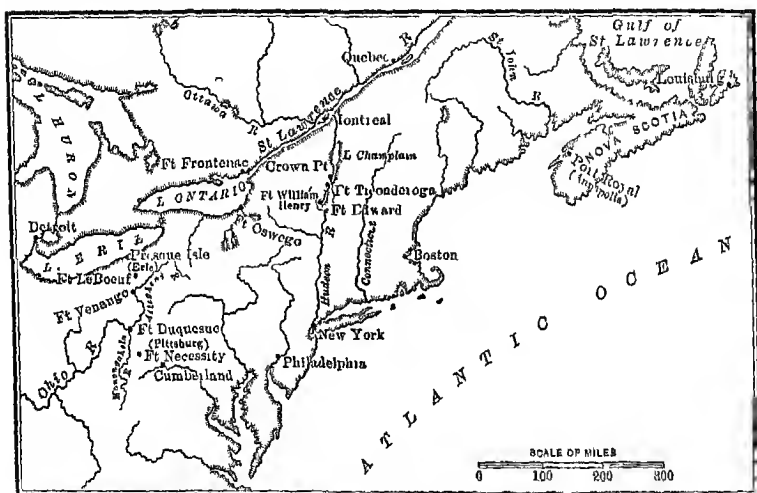 Gulf of
St Lawrence
Quebec
R
St John
R
Louisburg
NOVA SCOTIA
Port Royal
(Annapolis)
Ottawa
R
St Lawrence
Montreal
L HURON
Ft Frontenac
Crown Pt
L Champlain
L ONTARIO
Ft William
Henry
Ft Ticonderoga
Ft Edward
Ft Oswego
Detroit
L. ERIE
Presque Isle
(Erie)
Ft LeBoeuf
Ft Venango
Allegheny
Hudson
R
Connecticut
Boston
Ft Duquesne
(Pittsburg)
Ft Necessity
Cumberland
Monongahela
R
Ohio R
New York
Philadelphia
ATLANTIC OCEAN
SCALE OF MILES
0 100 200 300